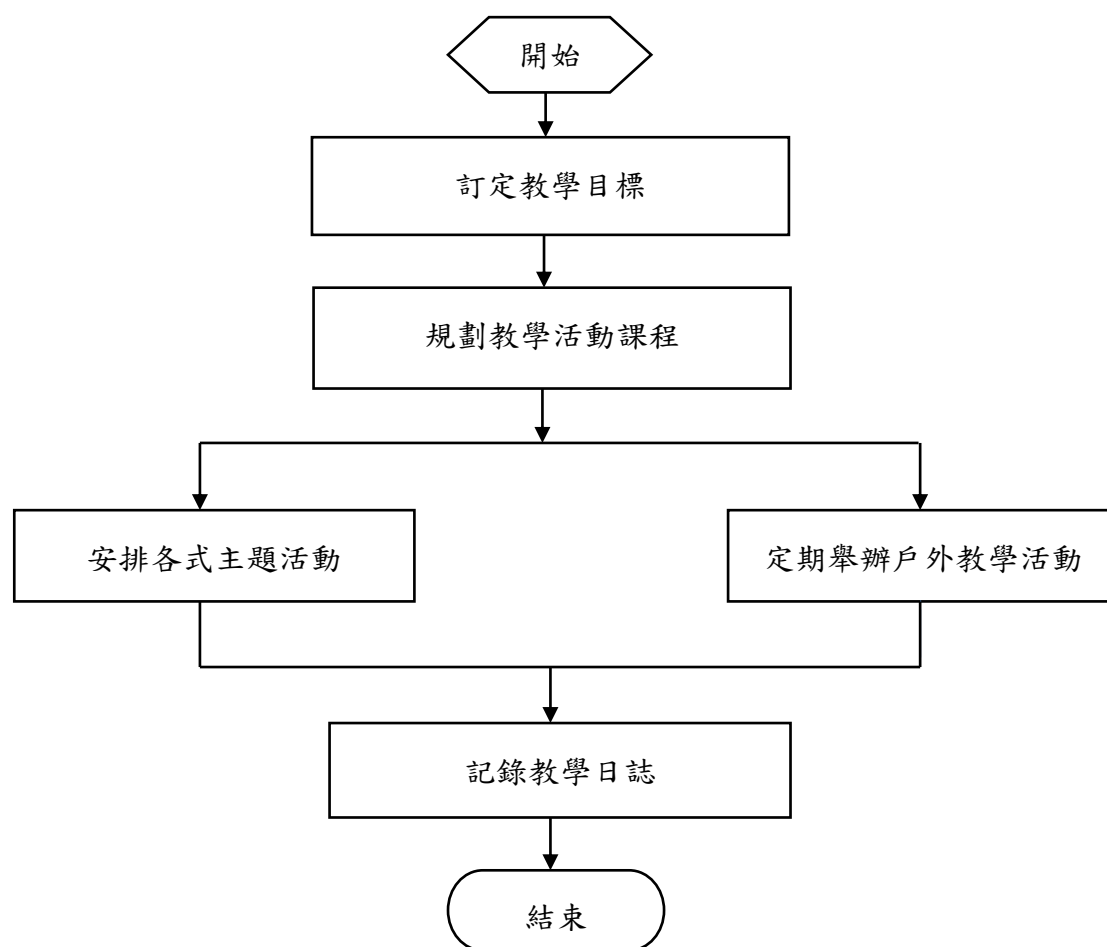 開始
訂定教學目標
規劃教學活動課程
安排各式主題活動
定期舉辦戶外教學活動
記錄教學日誌
結束